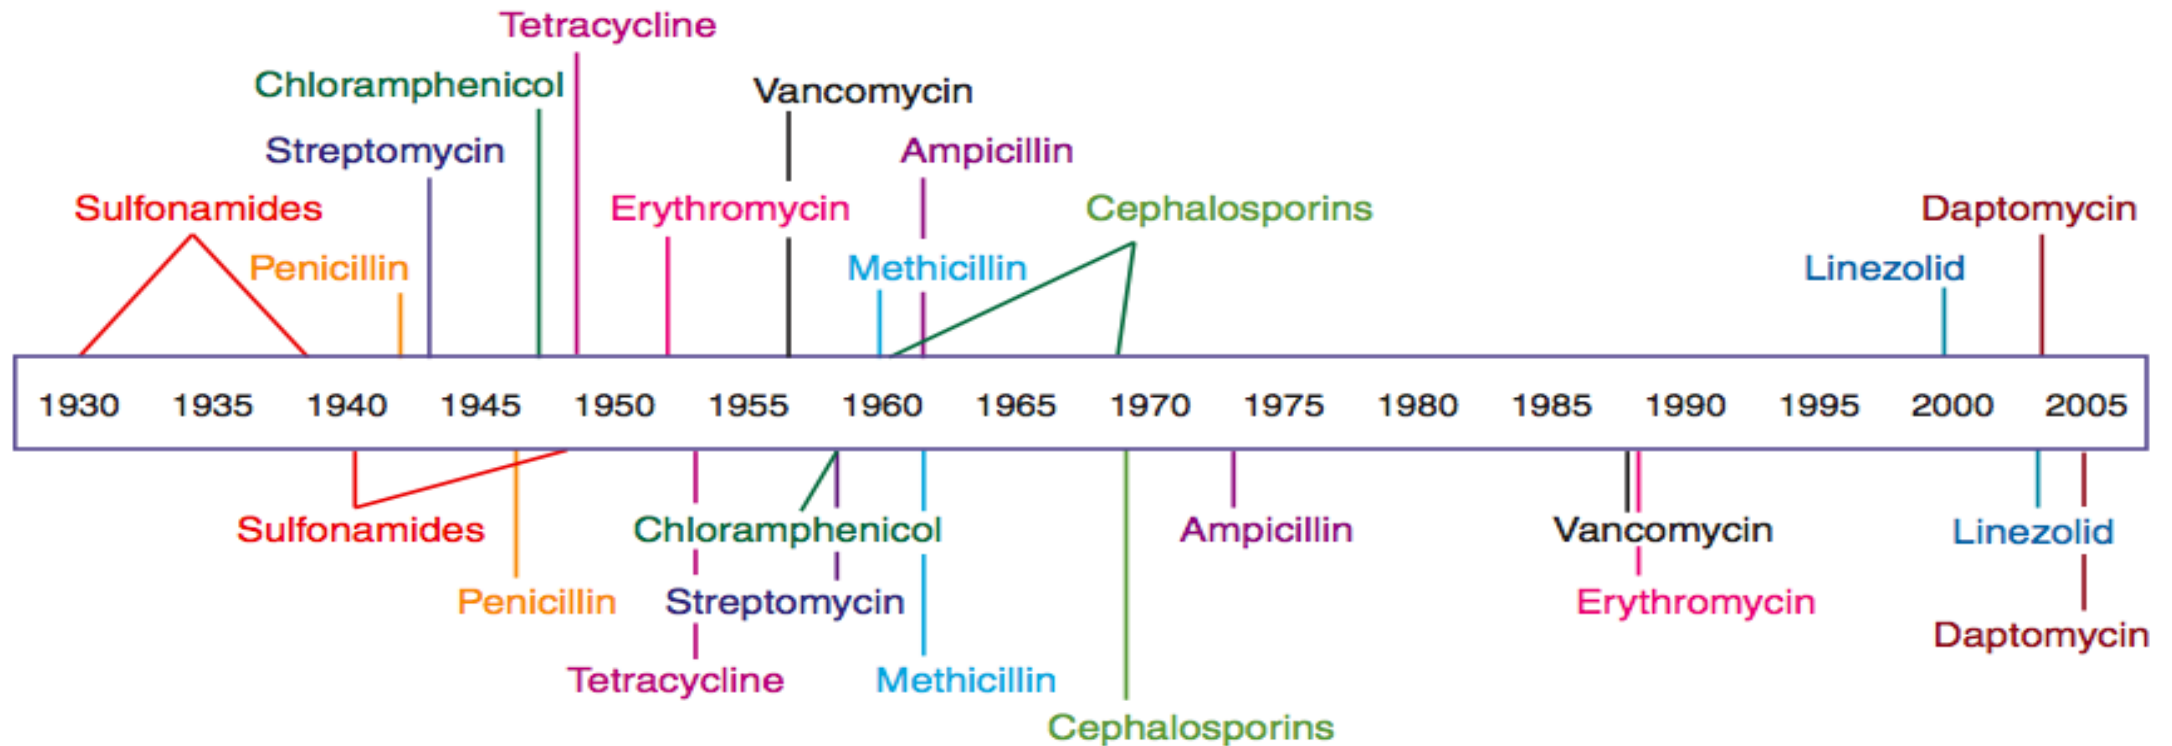 Tetracycline
Chloramphenicol
Vancomycin
Streptomycin
Ampicillin
Sulfonamides
Erythromycin
Cephalosporins
Daptomycin
Penicillin
Methicillin
Linezolid
1930 1935 1940 1945 1950 1955 1960 1965 1970 1975 1980 1985 1990 1995 2000 2005
Sulfonamides
Chloramphenicol
Ampicillin
Vancomycin
Linezolid
Penicillin
Streptomycin
Erythromycin
Daptomycin
Tetracycline
Methicillin
Cephalosporins